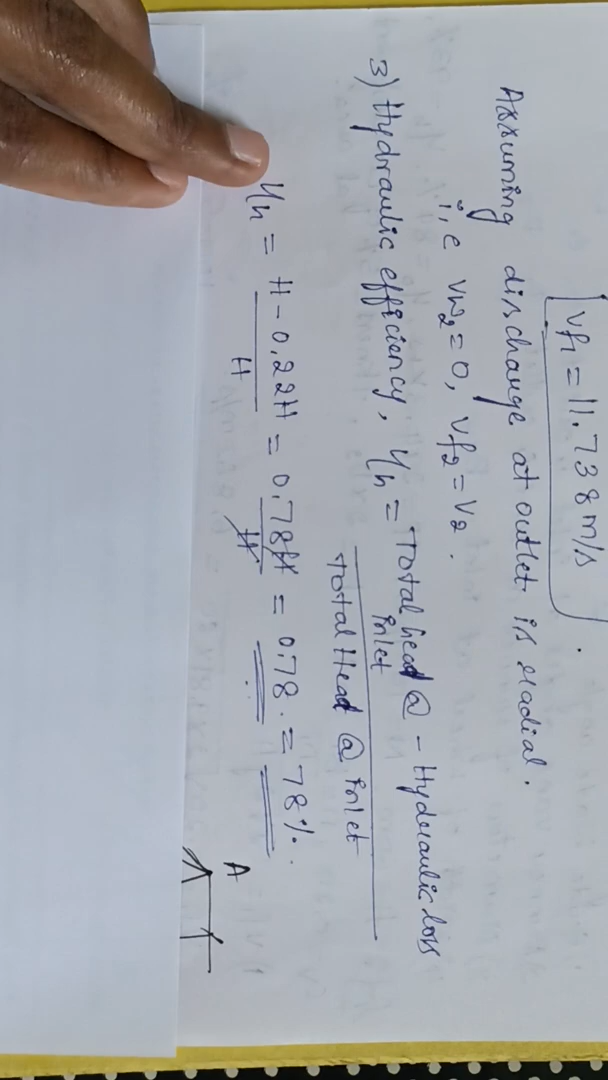 Vf1 = 11.738 m/s.
Assuming discharge at outlet is radial.
i.e Vw2 = 0, Vf2 = V2.
3) Hydraulic efficiency, ηh = Total head @ inlet - Hydraulic loss
Total Head @ inlet
ηh = H - 0.22H / H = 0.78H / H = 0.78. = 78%.
A